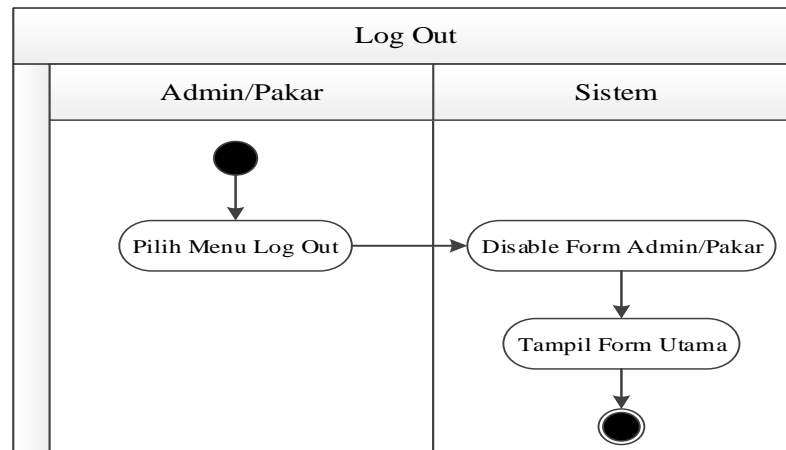 Log Out
Admin/Pakar
Sistem
Pilih Menu Log Out
Disable Form Admin/Pakar
Tampil Form Utama